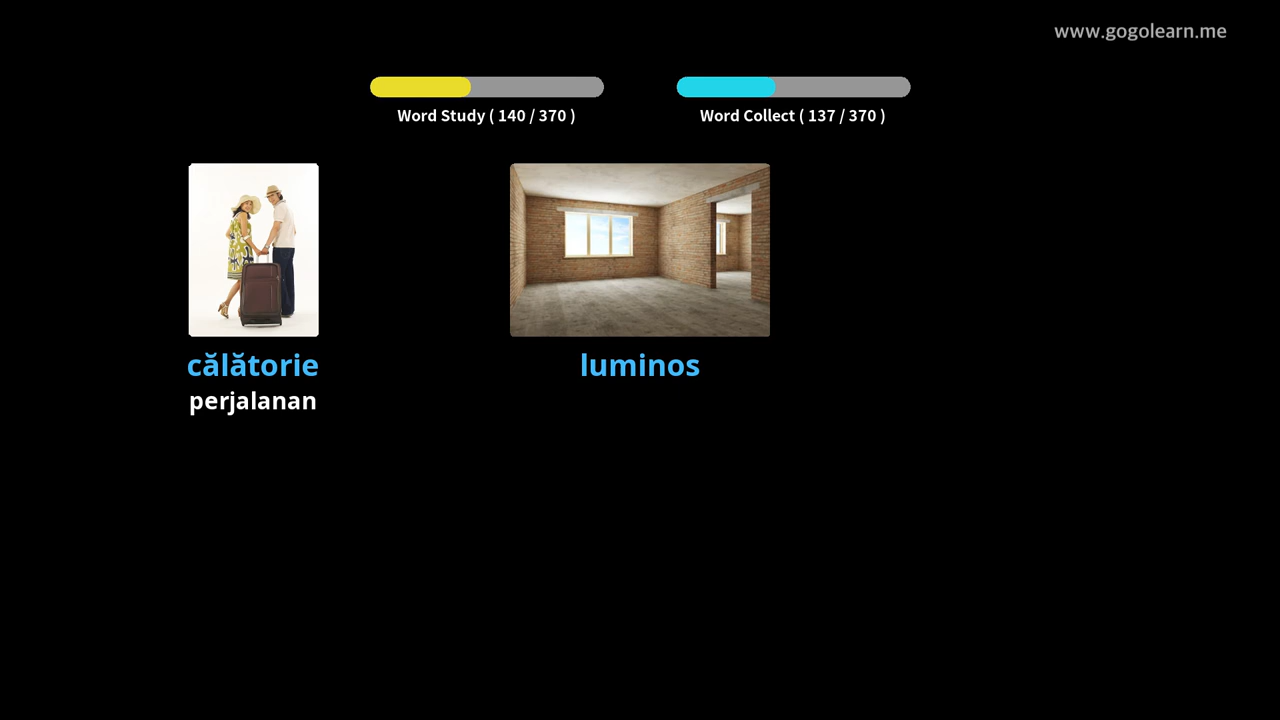 www.gogolearn.me
Word Study ( 140 / 370 )
Word Collect ( 137 / 370 )
călătorie
perjalanan
luminos